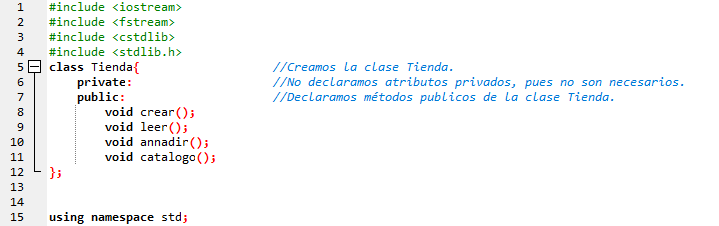 1 #include <iostream>
2 #include <fstream>
3 #include <cstdlib>
4 #include <stdlib.h>
5 class Tienda{ //Creamos la clase Tienda.
6 private: //No declaramos atributos privados, pues no son necesarios.
7 public: //Declaramos métodos publicos de la clase Tienda.
8 void crear();
9 void leer();
10 void annadir();
11 void catalogo();
12 };
13
14
15 using namespace std;